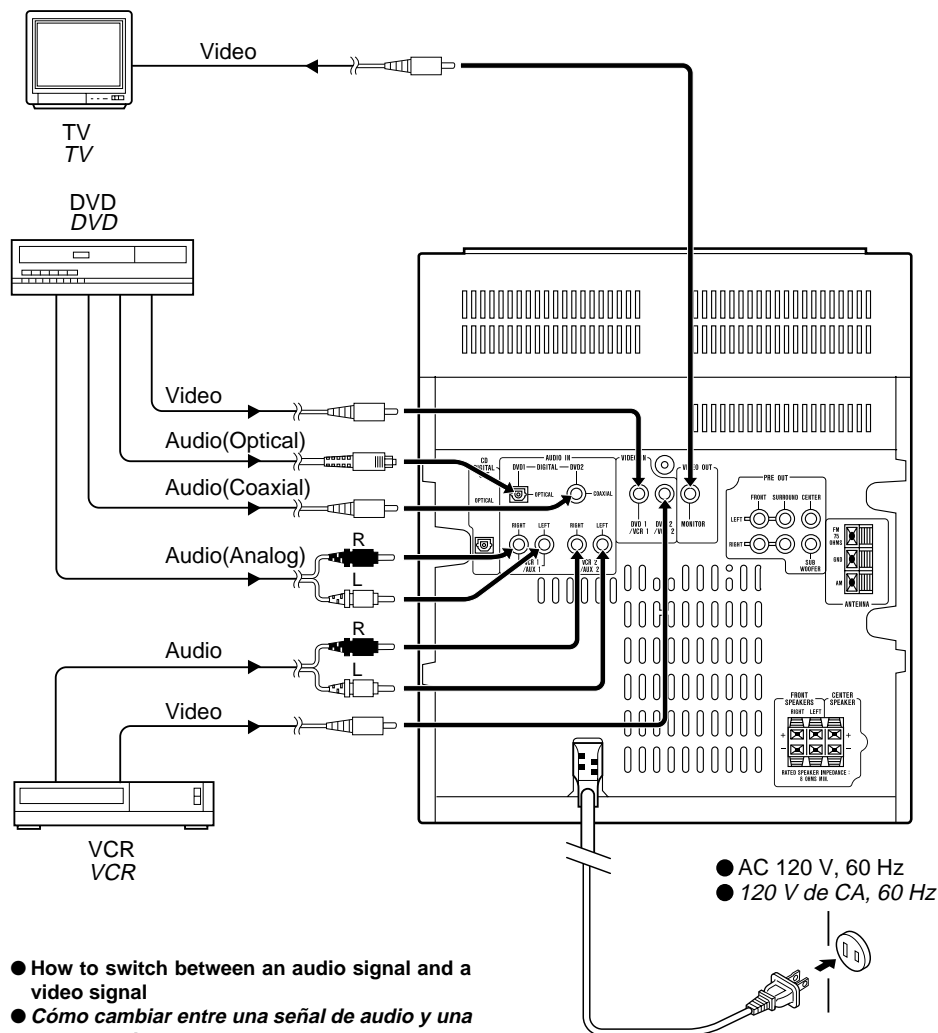 Video
TV
TV
DVD
DVD
Video
Audio(Optical)
Audio(Coaxial)
Audio(Analog)
R
L
Audio
R
L
Video
VCR
VCR
CD
AUDIO IN
DVD1 DIGITAL DVD2
OPTICAL
OPTICAL
COAXIAL
RIGHT LEFT RIGHT LEFT
VCR 1
/AUX 1
VCR 2
/AUX 2
VIDEO IN
VIDEO OUT
DVD 1
/VCR 1
MONITOR
PRE OUT
FRONT SURROUND CENTER
LEFT
RIGHT
SUB
WOOFER
FM
75
OHMS
GND
AM
ANTENNA
FRONT
SPEAKERS
CENTER
SPEAKER
RIGHT LEFT
+ +
− −
RATED SPEAKER IMPEDANCE :
8 OHMS MIN.
● AC 120 V, 60 Hz
● 120 V de CA, 60 Hz
● How to switch between an audio signal and a
video signal
● Cómo cambiar entre una señal de audio y una